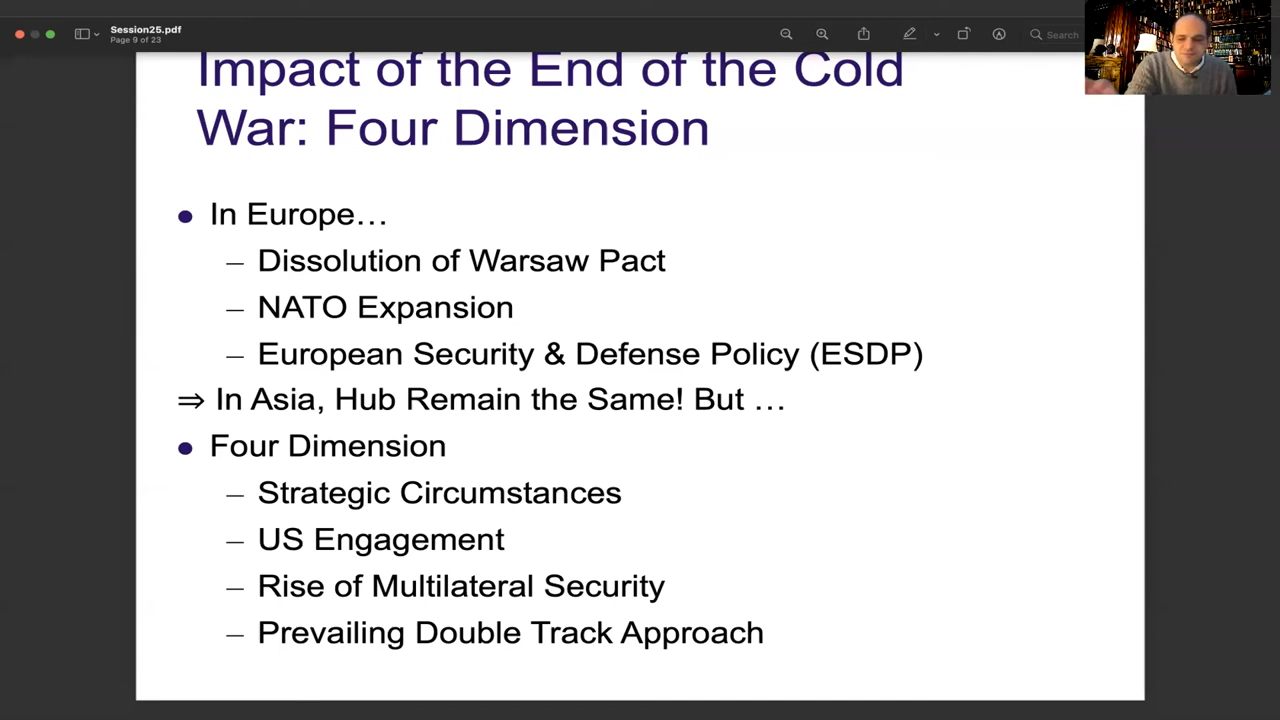 Session25.pdf
Page 9 of 23
Search
Impact of the End of the Cold
War: Four Dimension
● In Europe…
– Dissolution of Warsaw Pact
– NATO Expansion
– European Security & Defense Policy (ESDP)
⇒ In Asia, Hub Remain the Same! But …
● Four Dimension
– Strategic Circumstances
– US Engagement
– Rise of Multilateral Security
– Prevailing Double Track Approach